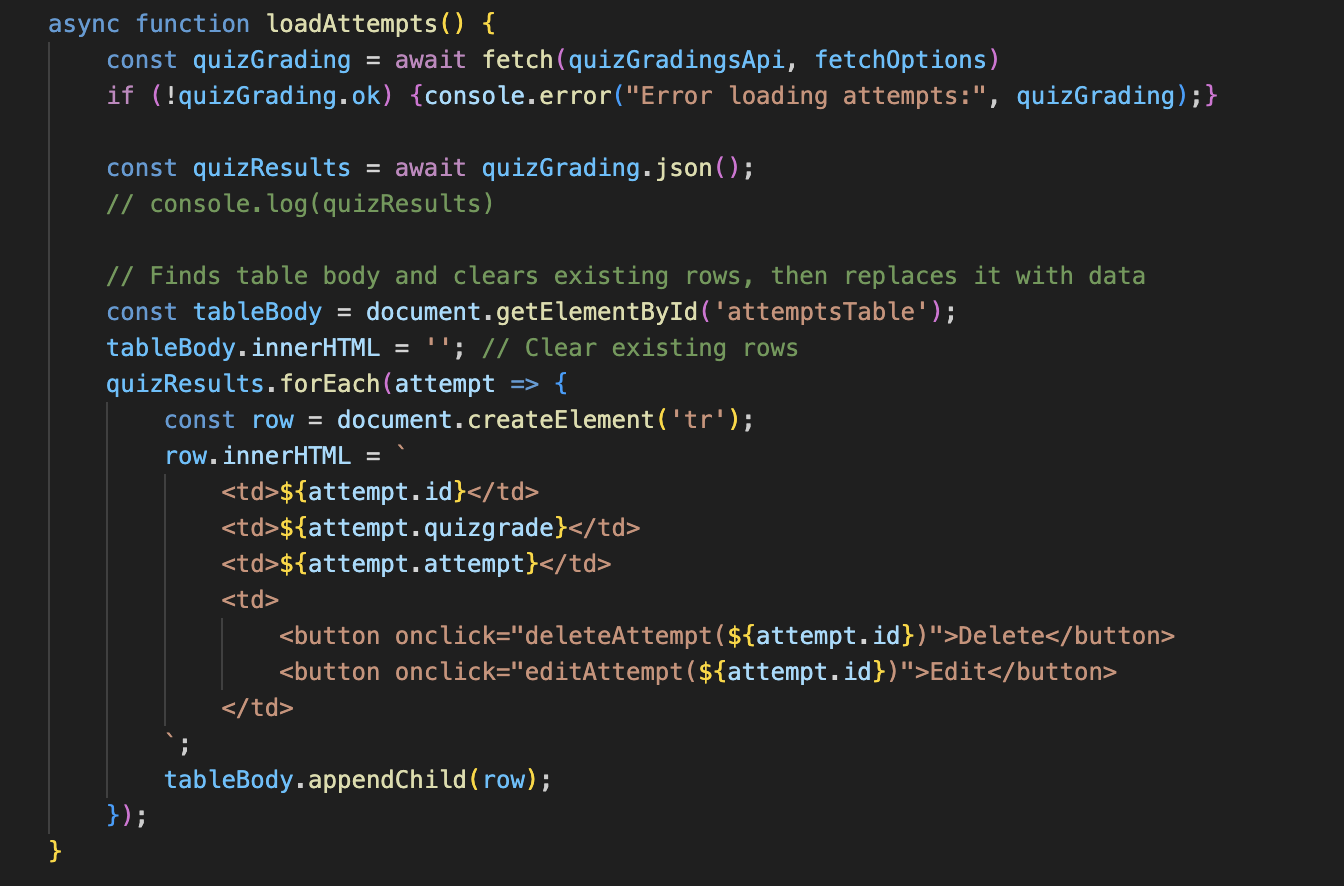 async function loadAttempts() {
    const quizGrading = await fetch(quizGradingsApi, fetchOptions)
    if (!quizGrading.ok) {console.error("Error loading attempts:", quizGrading);}

    const quizResults = await quizGrading.json();
    // console.log(quizResults)

    // Finds table body and clears existing rows, then replaces it with data
    const tableBody = document.getElementById('attemptsTable');
    tableBody.innerHTML = ''; // Clear existing rows
    quizResults.forEach(attempt => {
        const row = document.createElement('tr');
        row.innerHTML = `
            <td>${attempt.id}</td>
            <td>${attempt.quizgrade}</td>
            <td>${attempt.attempt}</td>
            <td>
                <button onclick="deleteAttempt(${attempt.id})">Delete</button>
                <button onclick="editAttempt(${attempt.id})">Edit</button>
            </td>
        `;
        tableBody.appendChild(row);
    });
}